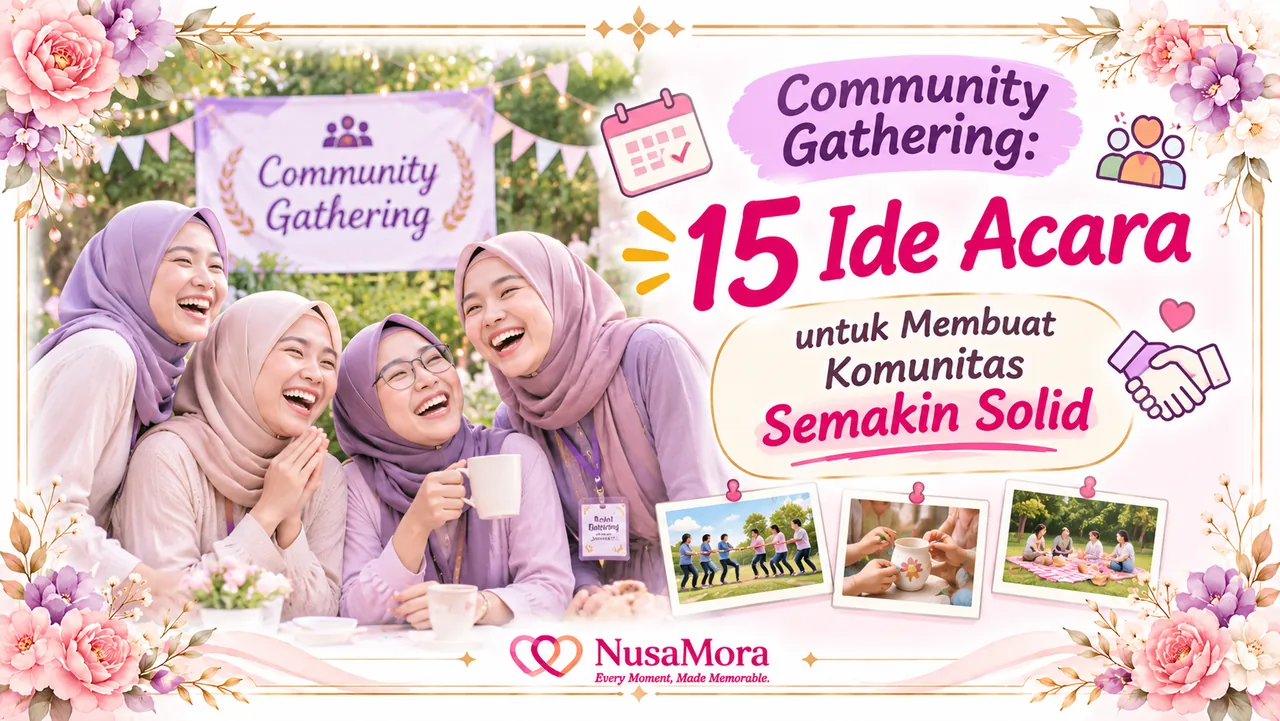 Community
Gathering
Community
Gathering:
15 Ide Acara
untuk Membuat
Komunitas
Semakin Solid
NusaMora
Every Moment, Made Memorable.